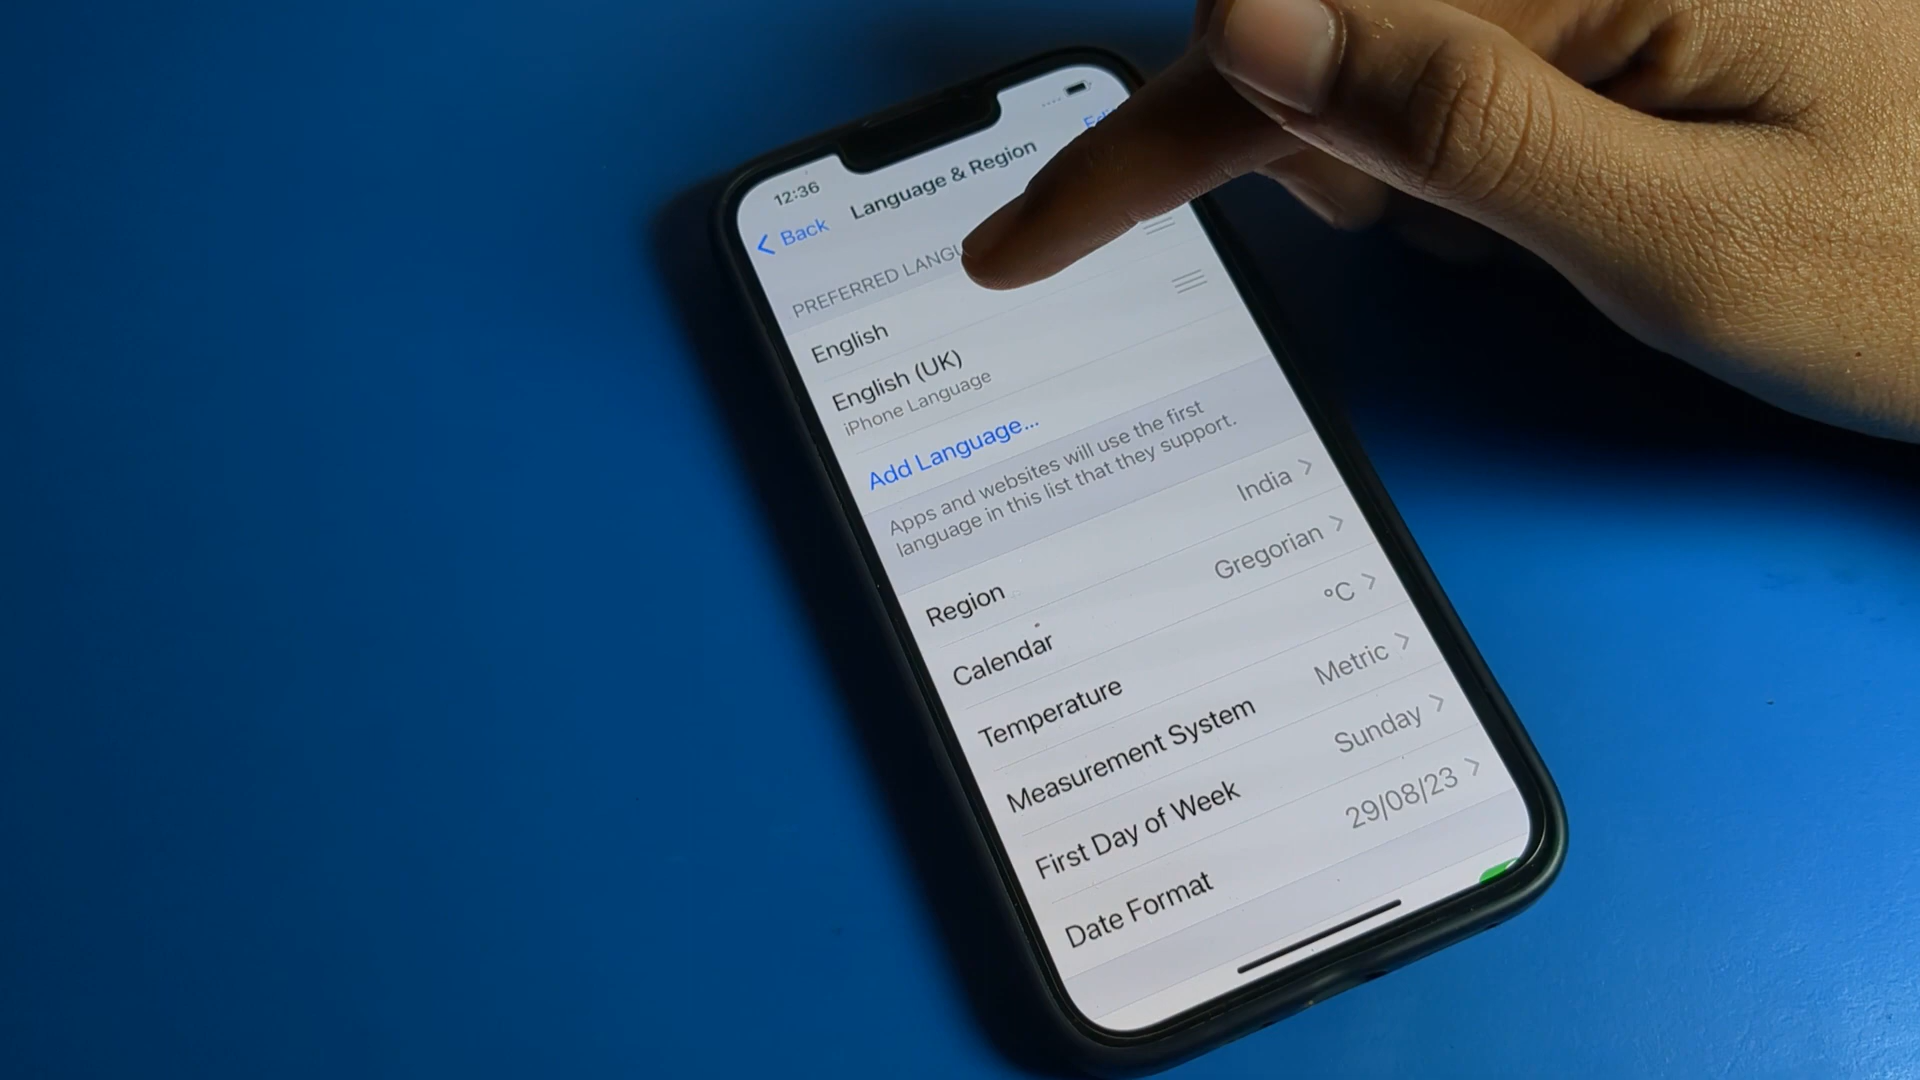 12:36
Back
Language & Region
PREFERRED
English
English (UK)
iPhone Language
Add Language...
Apps and websites will use the first
language in this list that they support.
Region India
Calendar Gregorian
Temperature °C
Measurement System Metric
First Day of Week Sunday
Date Format 29/08/23